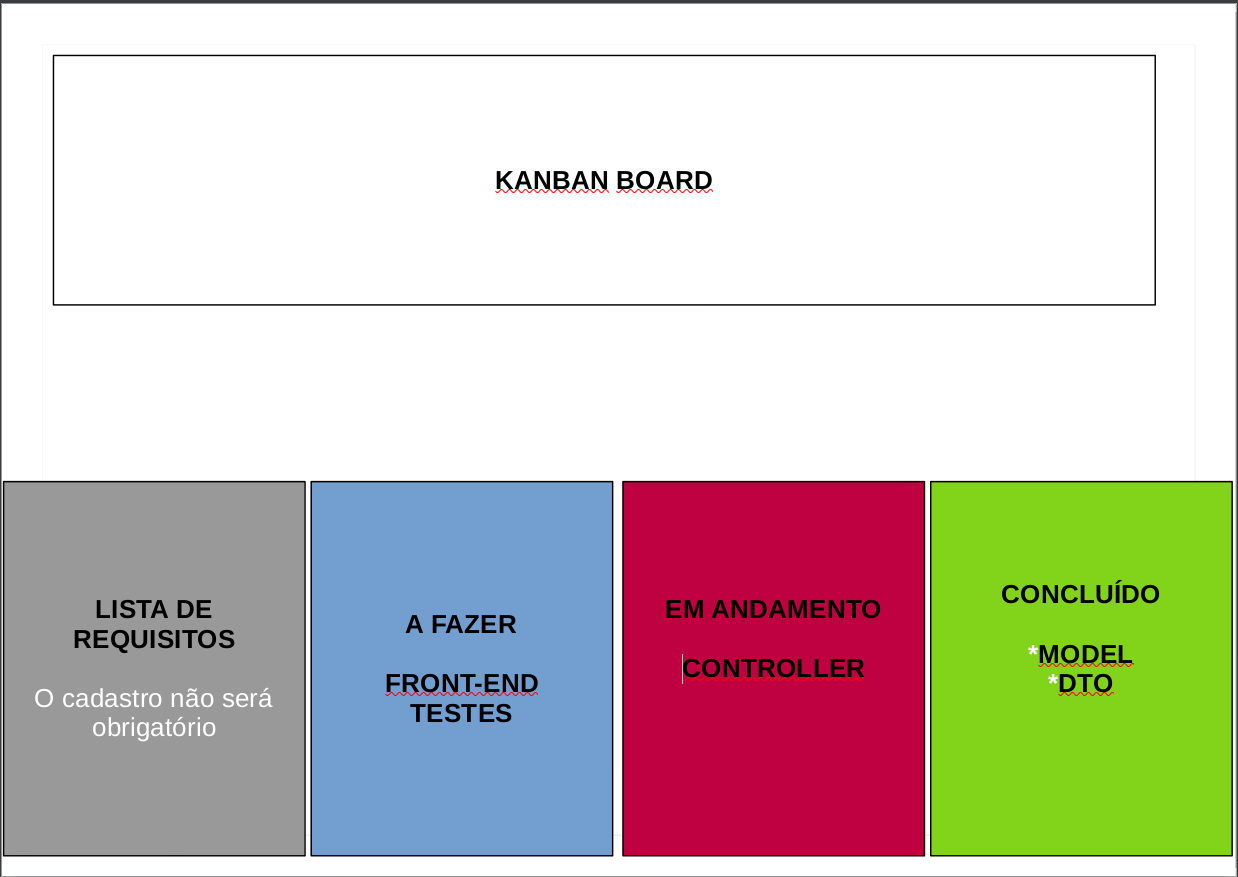 KANBAN BOARD
LISTA DE
REQUISITOS
O cadastro não será
obrigatório
A FAZER
FRONT-END
TESTES
EM ANDAMENTO
CONTROLLER
CONCLUÍDO
*MODEL
*DTO